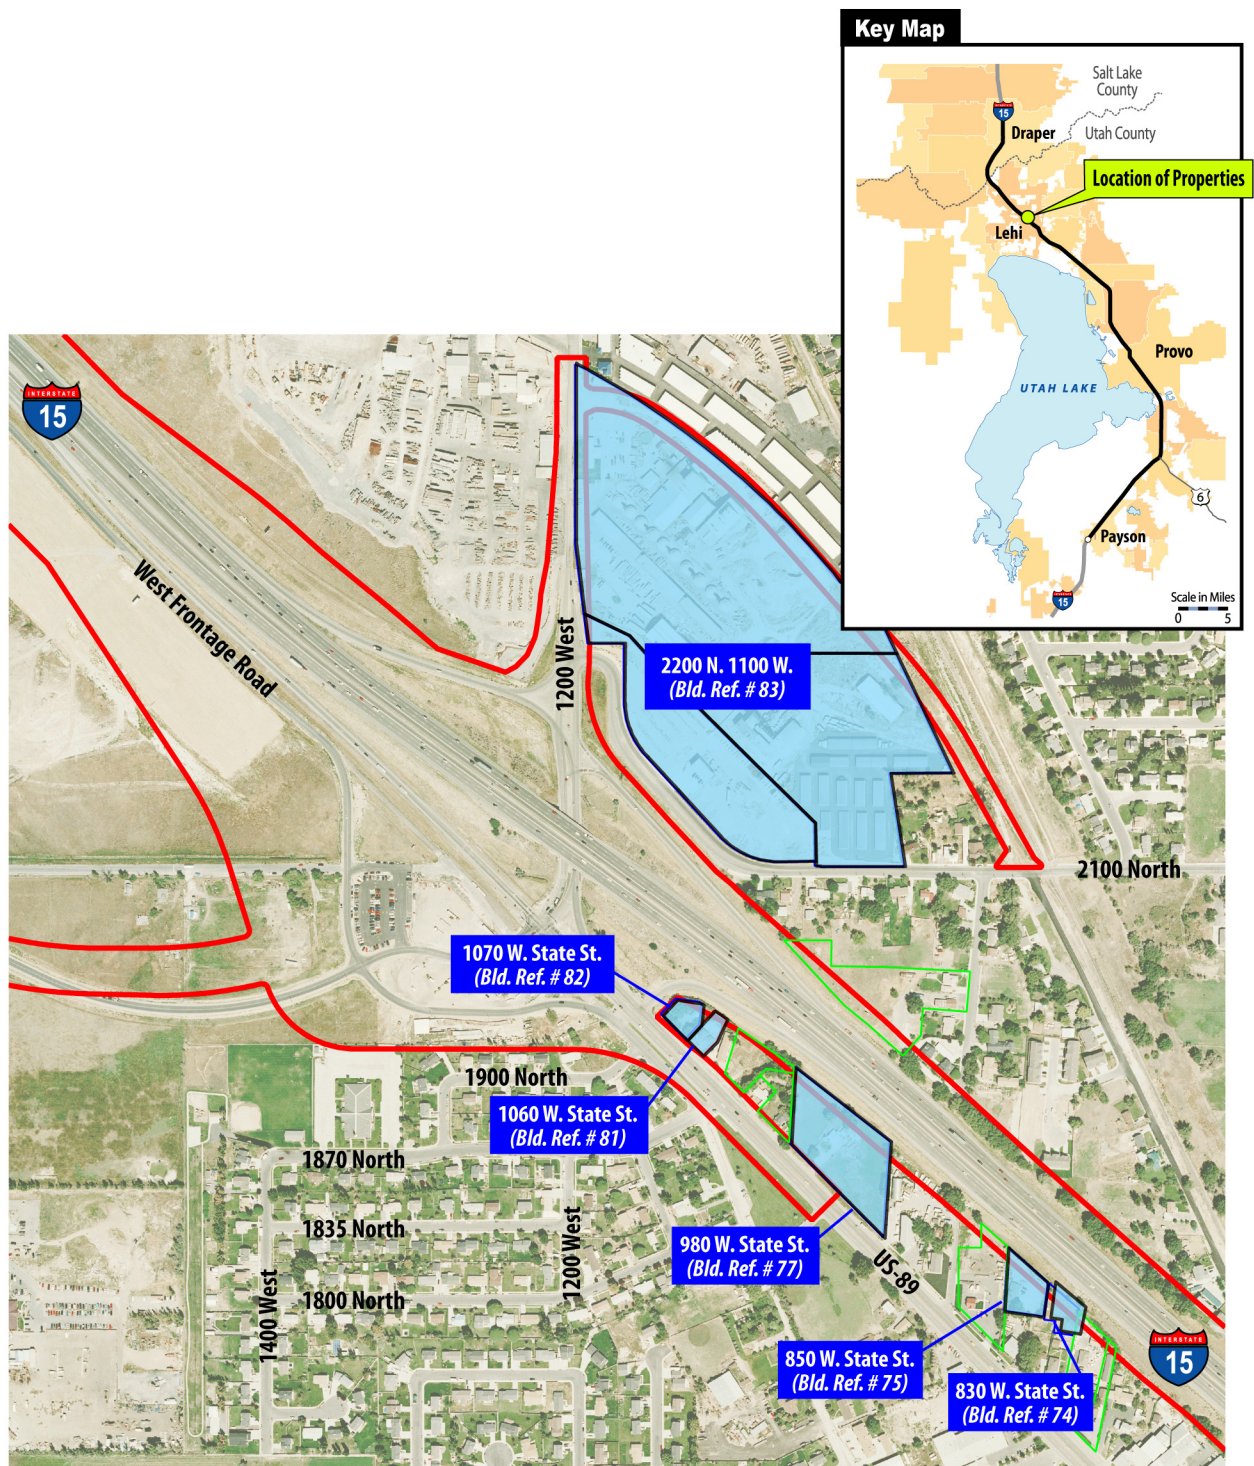 Key Map
Salt Lake
County
INTERSTATE
15
Draper
Utah County
Location of Properties
Lehi
Provo
UTAH LAKE
6
Payson
15
Scale in Miles
0 5
INTERSTATE
15
West Frontage Road
1200 West
2200 N. 1100 W.
(Bld. Ref. # 83)
2100 North
1070 W. State St.
(Bld. Ref. # 82)
1900 North
1060 W. State St.
(Bld. Ref. # 81)
1870 North
1835 North
1200 West
980 W. State St.
(Bld. Ref. # 77)
US-89
1400 West
1800 North
850 W. State St.
(Bld. Ref. # 75)
INTERSTATE
15
830 W. State St.
(Bld. Ref. # 74)